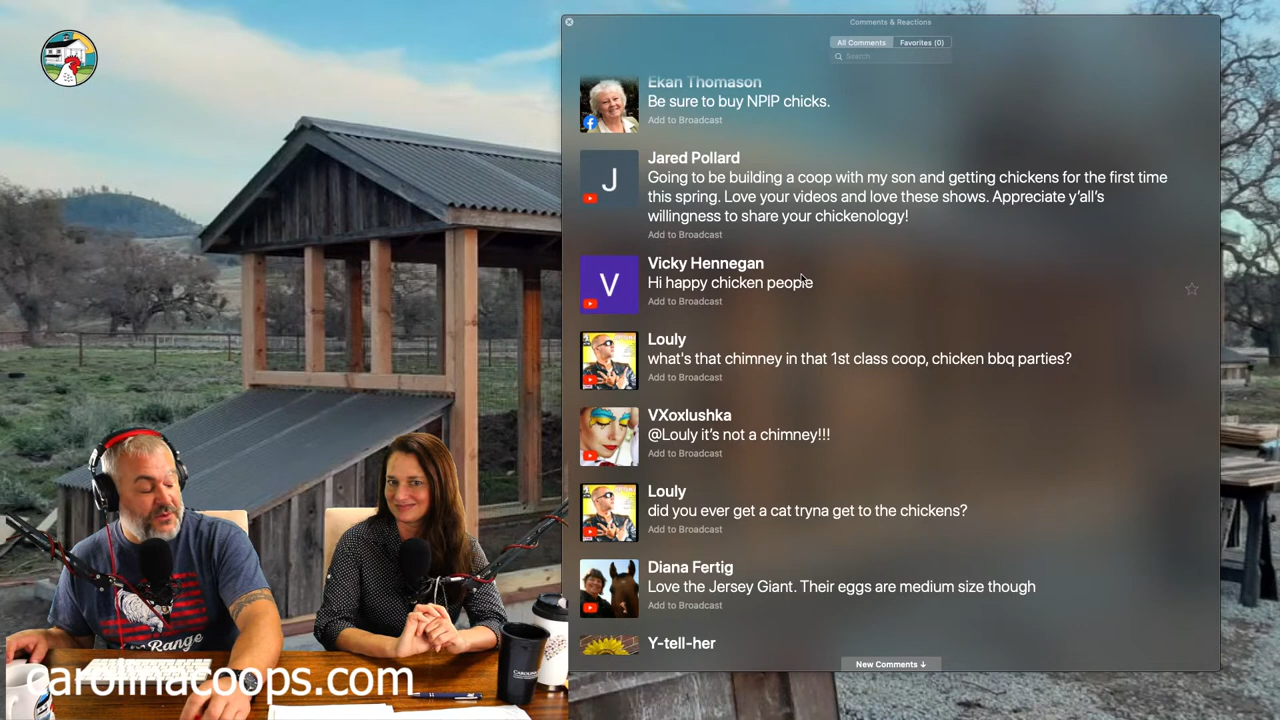 Comments & Reactions
All Comments
Favorites (0)
Search
Ekan Thomason
Be sure to buy NPIP chicks.
Add to Broadcast
J
Jared Pollard
Going to be building a coop with my son and getting chickens for the first time
this spring. Love your videos and love these shows. Appreciate y'all's
willingness to share your chickenology!
Add to Broadcast
V
Vicky Hennegan
Hi happy chicken people
Add to Broadcast
Louly
what's that chimney in that 1st class coop, chicken bbq parties?
Add to Broadcast
VXoxlushka
@Louly it's not a chimney!!!
Add to Broadcast
Louly
did you ever get a cat tryna get to the chickens?
Add to Broadcast
Diana Fertig
Love the Jersey Giant. Their eggs are medium size though
Add to Broadcast
Y-tell-her
New Comments ↓
Range
CAROLINA
carolinacoops.com